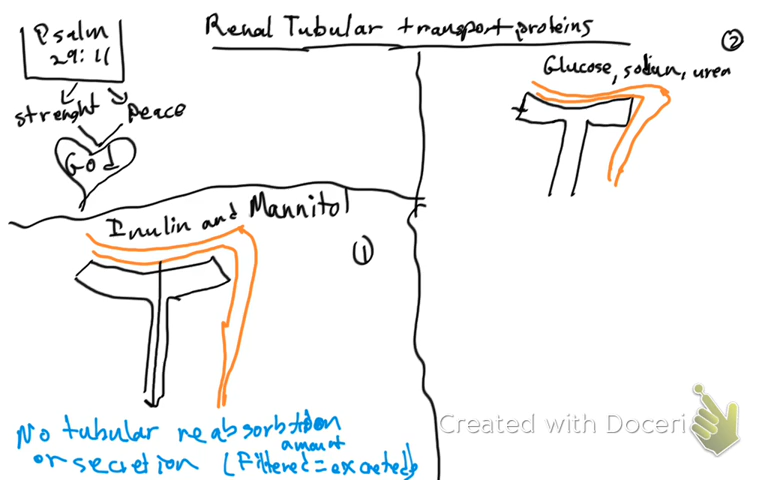 Renal Tubular transport proteins
Psalm
29:11
strenght
peace
GOD
Inulin and Mannitol
①
No tubular reabsorbtion
or secretion (Filtered = excreted)
amount
②
Glucose, sodiun, urea
Created with Doceri